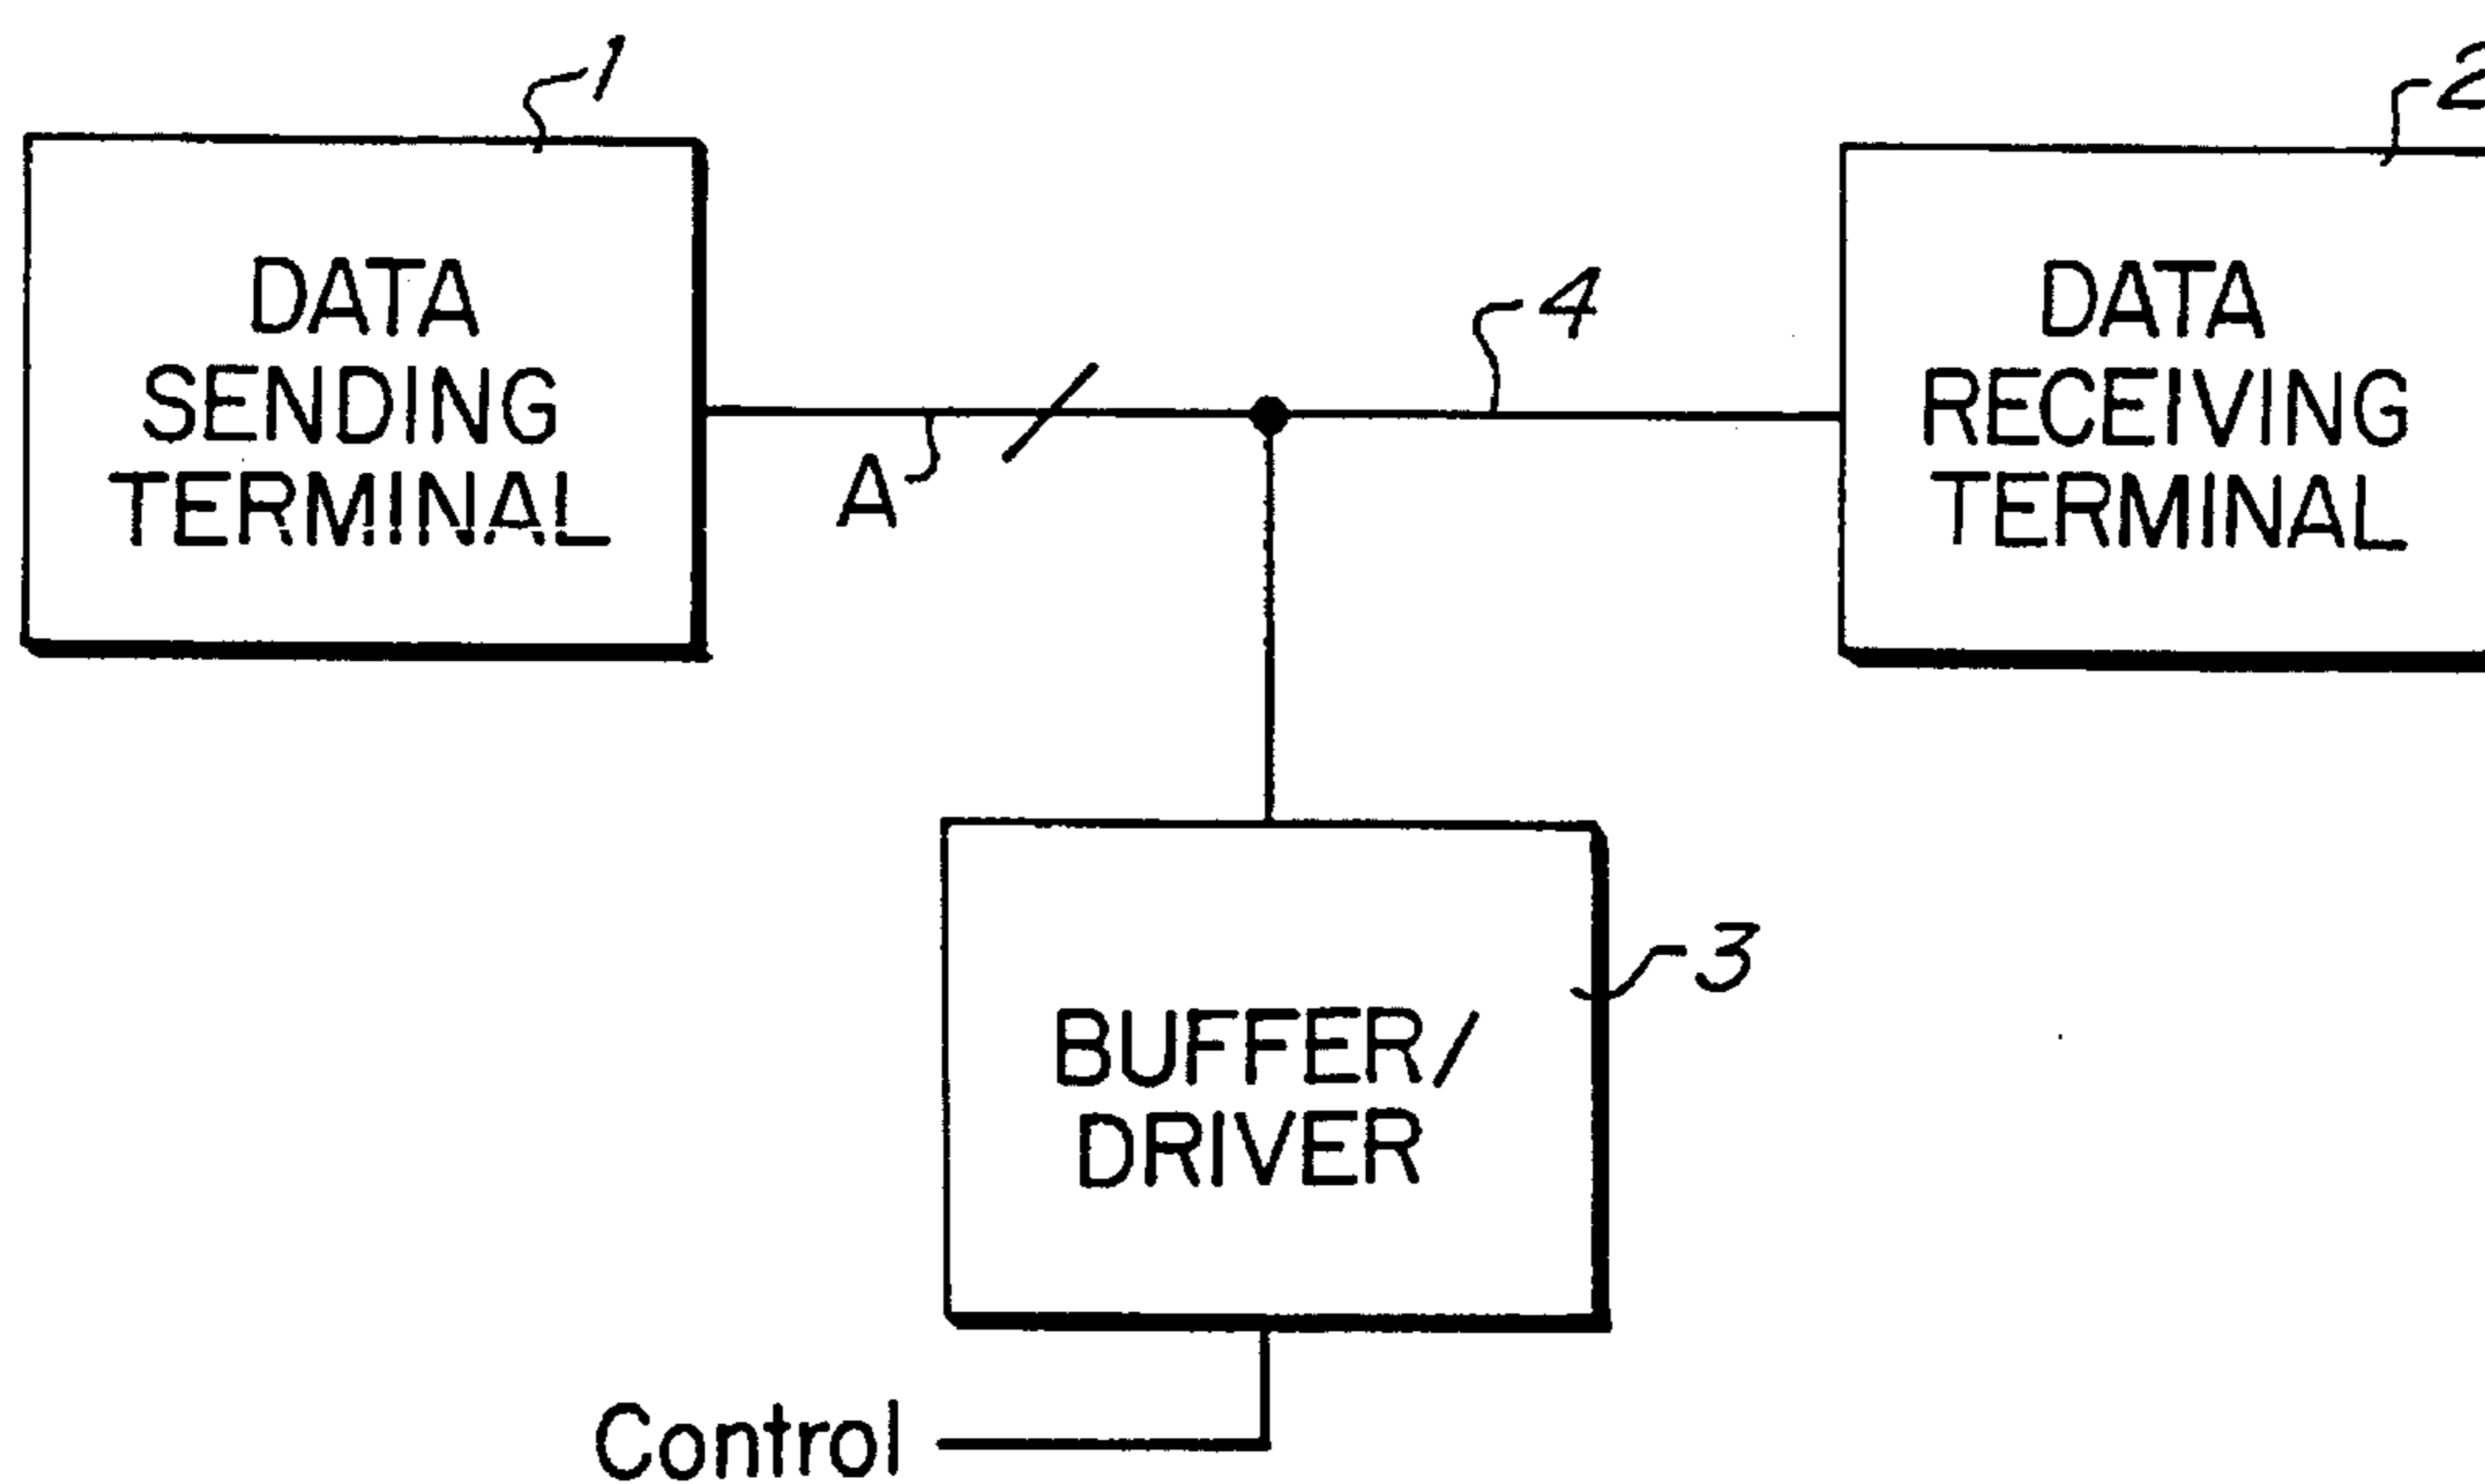 1
2
DATA
SENDING
TERMINAL
A
4
DATA
RECEIVING
TERMINAL
BUFFER/
DRIVER
3
Control